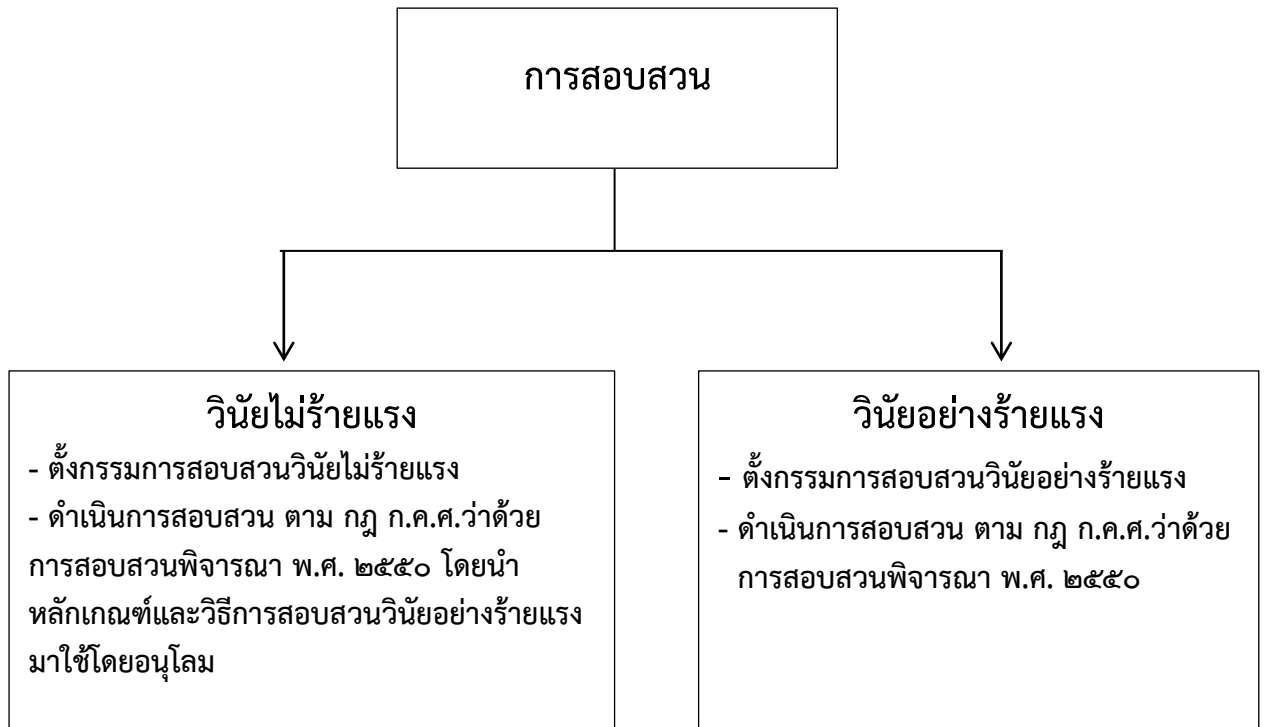 การสอบสวน
วินัยไม่ร้ายแรง
- ตั้งกรรมการสอบสวนวินัยไม่ร้ายแรง
- ดำเนินการสอบสวน ตาม กฎ ก.ค.ศ.ว่าด้วย
การสอบสวนพิจารณา พ.ศ. ๒๕๕๐ โดยนำ
หลักเกณฑ์และวิธีการสอบสวนวินัยอย่างร้ายแรง
มาใช้โดยอนุโลม
วินัยอย่างร้ายแรง
- ตั้งกรรมการสอบสวนวินัยอย่างร้ายแรง
- ดำเนินการสอบสวน ตาม กฎ ก.ค.ศ.ว่าด้วย
การสอบสวนพิจารณา พ.ศ. ๒๕๕๐